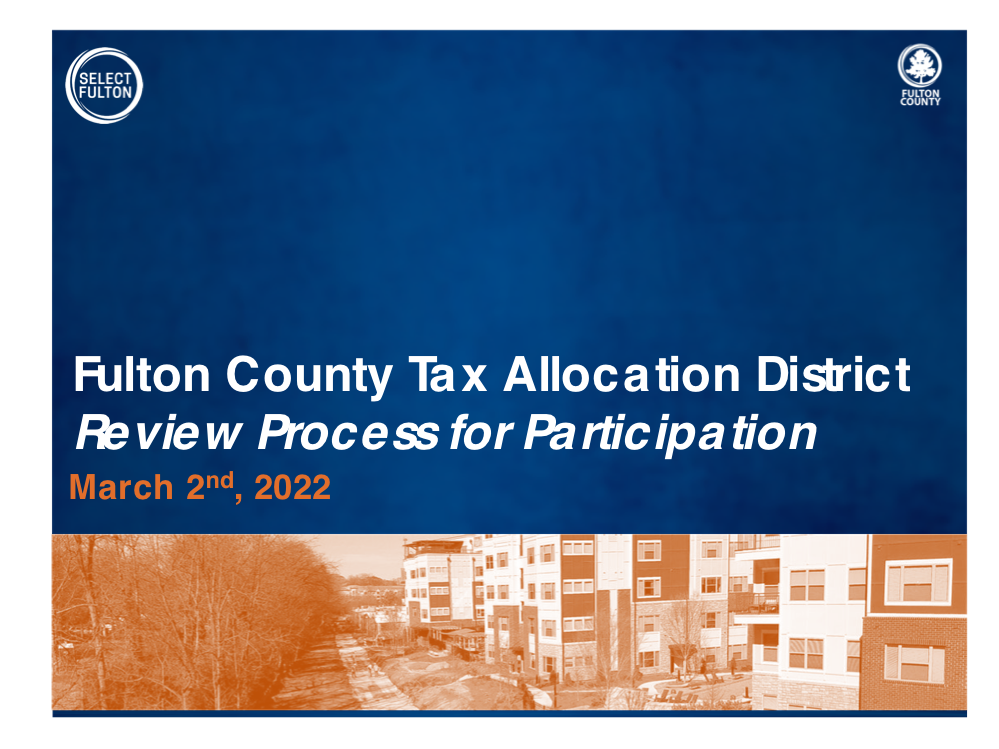 SELECT
FULTON
FULTON
COUNTY
Fulton County Tax Allocation District
Review Process for Participation
March 2nd, 2022